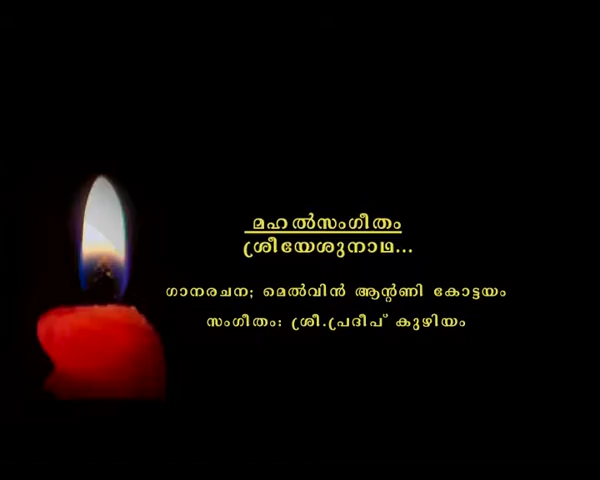 മഹൽസംഗീതം
ശ്രീയേശുനാഥ...
ഗാനരചന; മെൽവിൻ ആന്റണി കോട്ടയം
സംഗീതം: ശ്രീ.പ്രദീപ് കുഴിയം